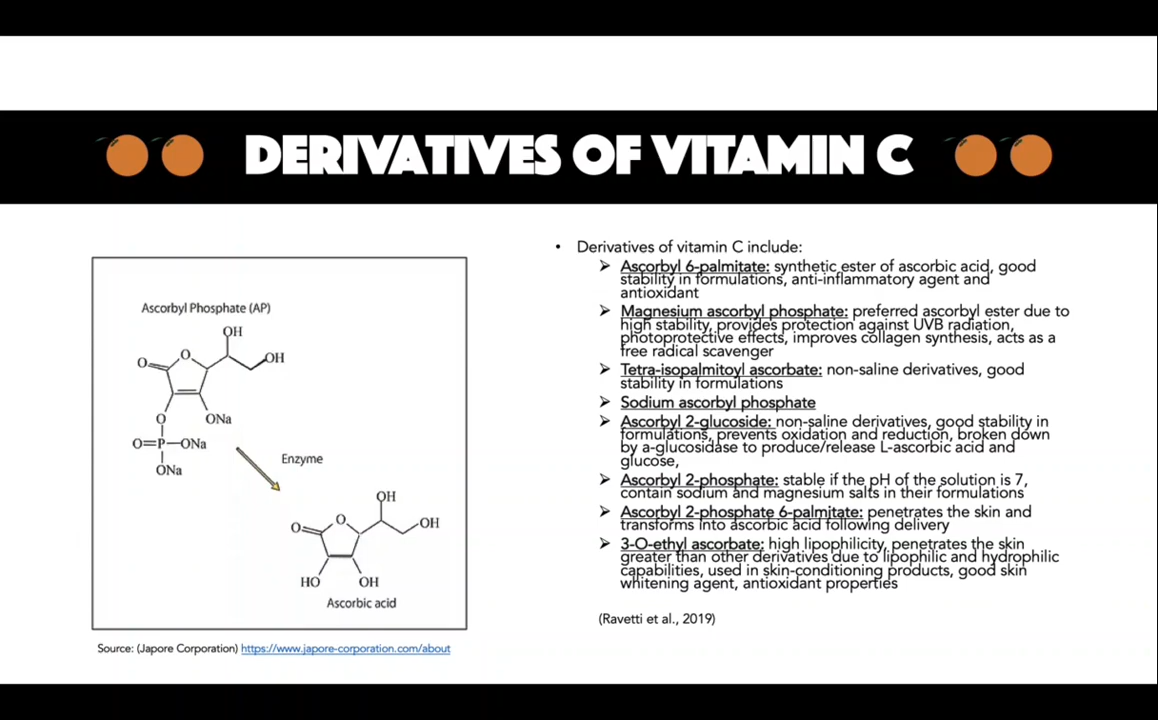 DERIVATIVES OF VITAMIN C
Ascorbyl Phosphate (AP)
OH
O
O
OH
O
ONa
O=P—ONa
ONa
Enzyme
OH
O
O
OH
HO
OH
Ascorbic acid
Source: (Japore Corporation) https://www.japore-corporation.com/about
• Derivatives of vitamin C include:
➢ Ascorbyl 6-palmitate: synthetic ester of ascorbic acid, good
stability in formulations, anti-inflammatory agent and
antioxidant
➢ Magnesium ascorbyl phosphate: preferred ascorbyl ester due to
high stability, provides protection against UVB radiation,
photoprotective effects, improves collagen synthesis, acts as a
free radical scavenger
➢ Tetra-isopalmitoyl ascorbate: non-saline derivatives, good
stability in formulations
➢ Sodium ascorbyl phosphate
➢ Ascorbyl 2-glucoside: non-saline derivatives, good stability in
formulations, prevents oxidation and reduction, broken down
by a-glucosidase to produce/release L-ascorbic acid and
glucose,
➢ Ascorbyl 2-phosphate: stable if the pH of the solution is 7,
contain sodium and magnesium salts in their formulations
➢ Ascorbyl 2-phosphate 6-palmitate: penetrates the skin and
transforms into ascorbic acid following delivery
➢ 3-O-ethyl ascorbate: high lipophilicity, penetrates the skin
greater than other derivatives due to lipophilic and hydrophilic
capabilities, used in skin-conditioning products, good skin
whitening agent, antioxidant properties
(Ravetti et al., 2019)